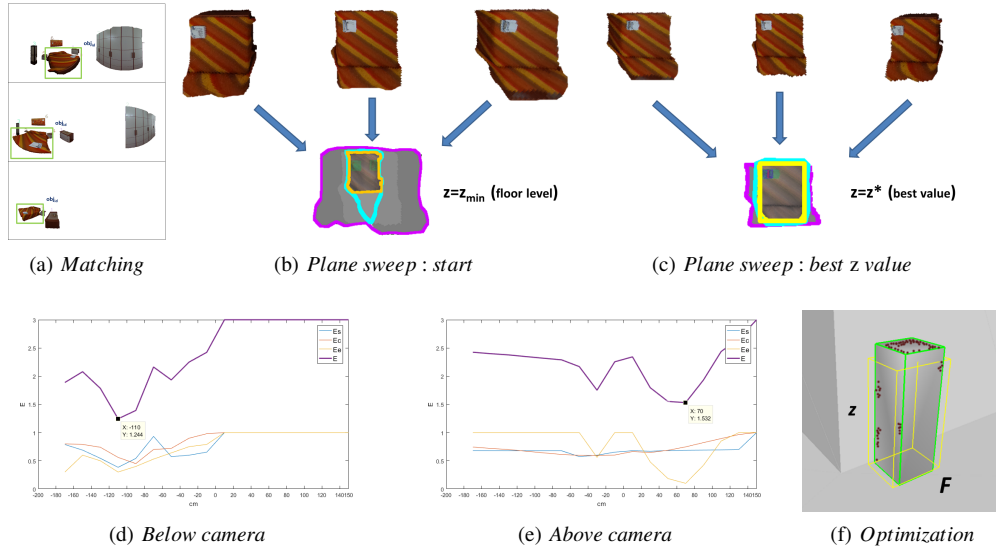 obj_id
obj_id
obj_id
z=z_min (floor level)
z=z* (best value)
(a) Matching
(b) Plane sweep : start
(c) Plane sweep : best z value
3
2.5
2
1.5
1
0.5
0
E
Es
Ec
Ee
E
X: -110
Y: 1.244
-200 -180 -160 -140 -120 -100 -80 -60 -40 -20 0 20 40 60 80 100 120 140150
cm
3
2.5
2
1.5
1
0.5
0
E
Es
Ec
Ee
E
X: 70
Y: 1.532
-200 -180 -160 -140 -120 -100 -80 -60 -40 -20 0 20 40 60 80 100 120 140150
cm
z
F
(d) Below camera
(e) Above camera
(f) Optimization